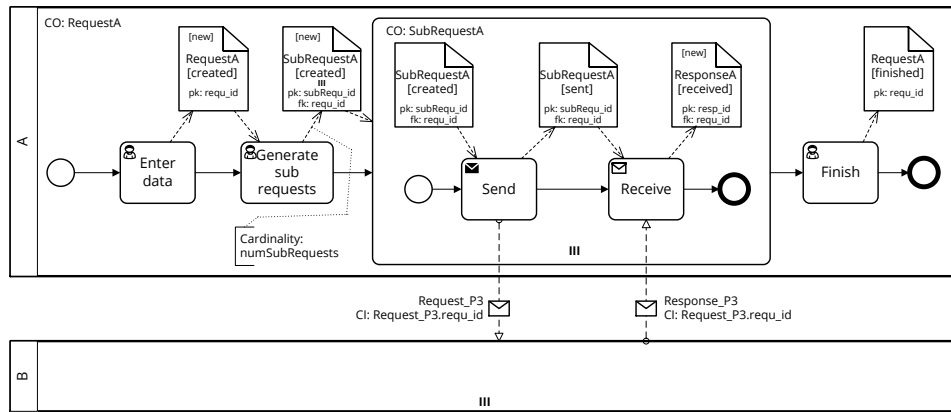 CO: RequestA
A
[new]
RequestA
[created]
pk: requ_id
[new]
SubRequestA
[created]
pk: subRequ_id
fk: requ_id
CO: SubRequestA
SubRequestA
[created]
pk: subRequ_id
fk: requ_id
SubRequestA
[sent]
pk: subRequ_id
fk: requ_id
[new]
ResponseA
[received]
pk: resp_id
fk: requ_id
RequestA
[finished]
pk: requ_id
Enter
data
Generate
sub
requests
Send
Receive
Finish
Cardinality:
numSubRequests
Request_P3
CI: Request_P3.requ_id
Response_P3
CI: Request_P3.requ_id
B